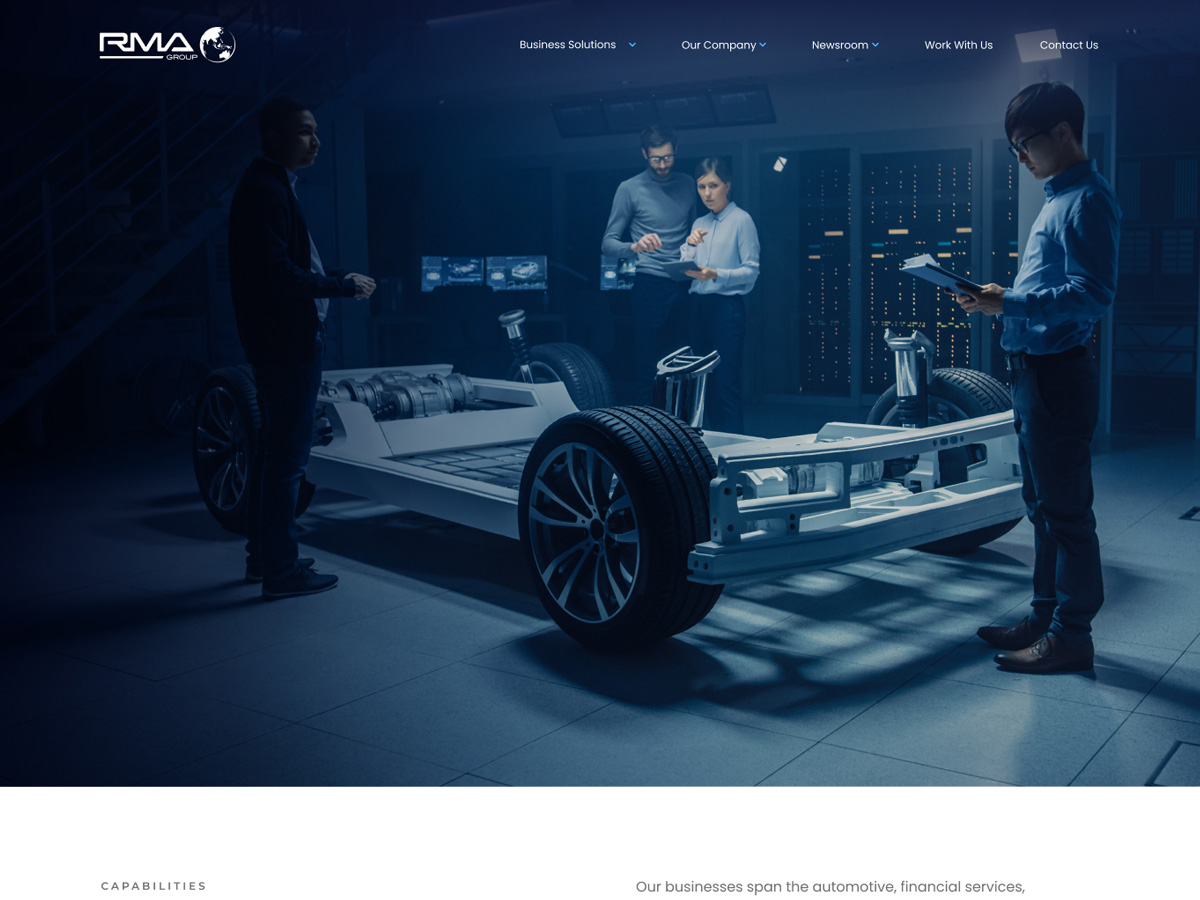 RMA
GROUP
Business Solutions
Our Company
Newsroom
Work With Us
Contact Us
CAPABILITIES
Our businesses span the automotive, financial services,